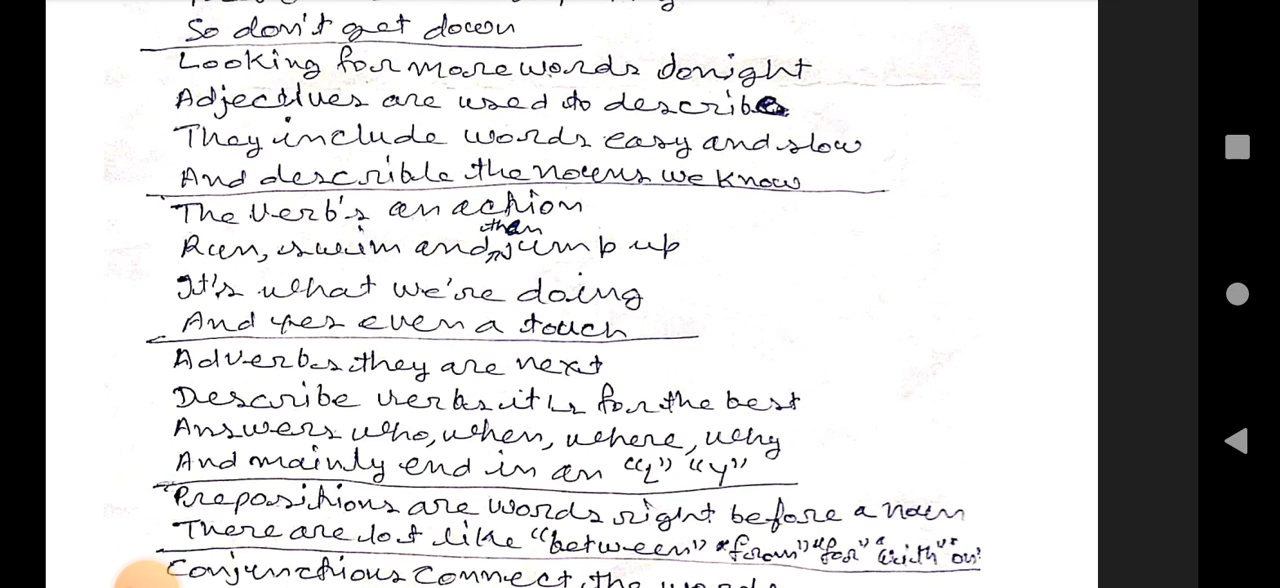 So don't get down
Looking for more words donight
Adjectives are used to describe
They include words easy and slow
And describle the nouns we know
The Verb's an action
Run, swim and then jump up
It's what we're doing
And yes even a touch
Adverbs they are next
Describe verbs it is for the best
Answers who, when, where, why
And mainly end in an "L" "y"
Prepositions are words right before a noun
There are lot like "between" "from" "for" "with" "on"
Conjunctions connect the words